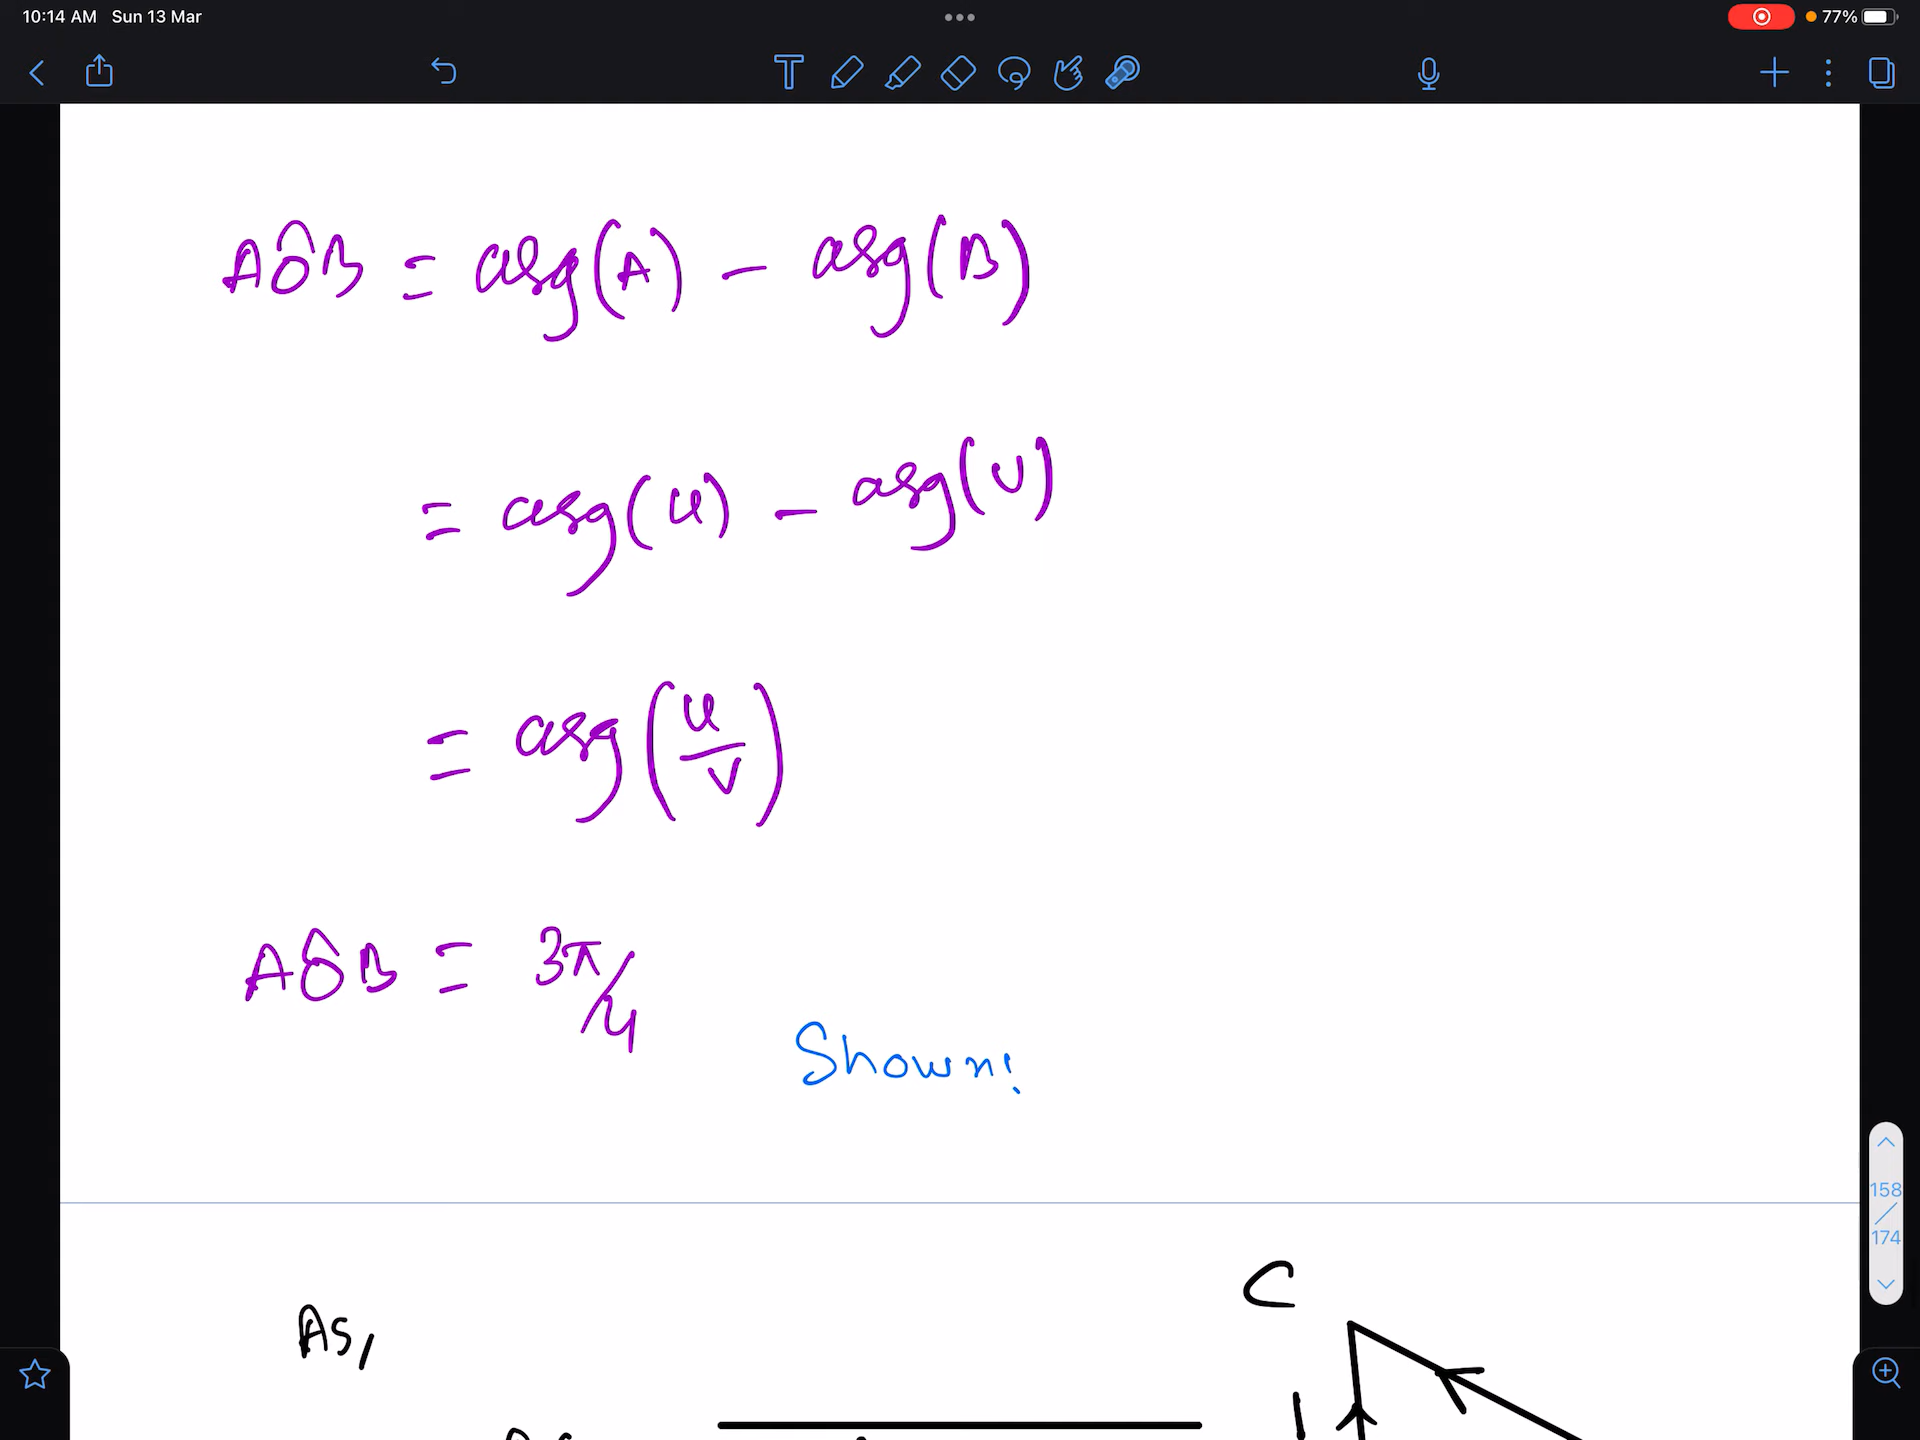 10:14 AM Sun 13 Mar
77%
AÔB = arg(A) - arg(B)
= arg(u) - arg(v)
= arg(u/v)
AÔB = 3π/4
Shown!
158
/
174
C
As,